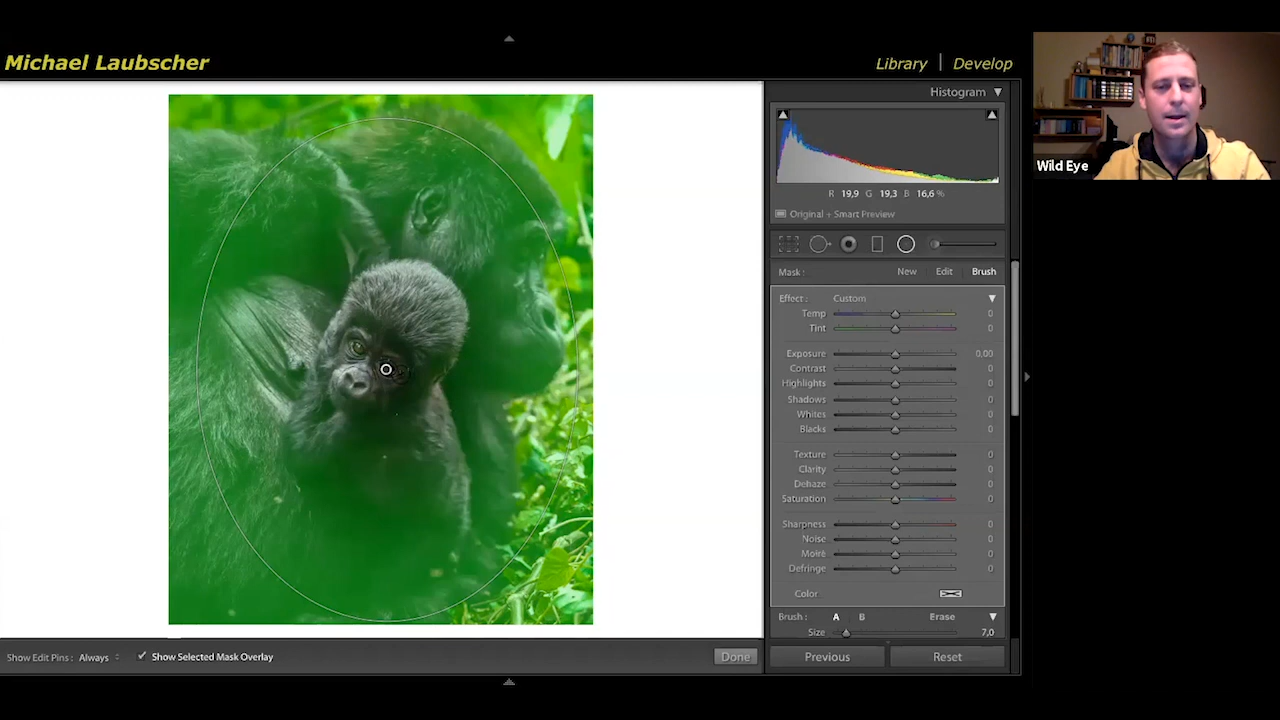 Michael Laubscher
Library | Develop
Histogram
R 19,9 G 19,3 B 16,6 %
Original + Smart Preview
Mask : New Edit Brush
Effect : Custom
Temp 0
Tint 0
Exposure 0,00
Contrast 0
Highlights 0
Shadows 0
Whites 0
Blacks 0
Texture 0
Clarity 0
Dehaze 0
Saturation 0
Sharpness 0
Noise 0
Moiré 0
Defringe 0
Color
Brush : A B Erase
Size 7,0
Show Edit Pins : Always
Show Selected Mask Overlay
Done
Previous
Reset
Wild Eye